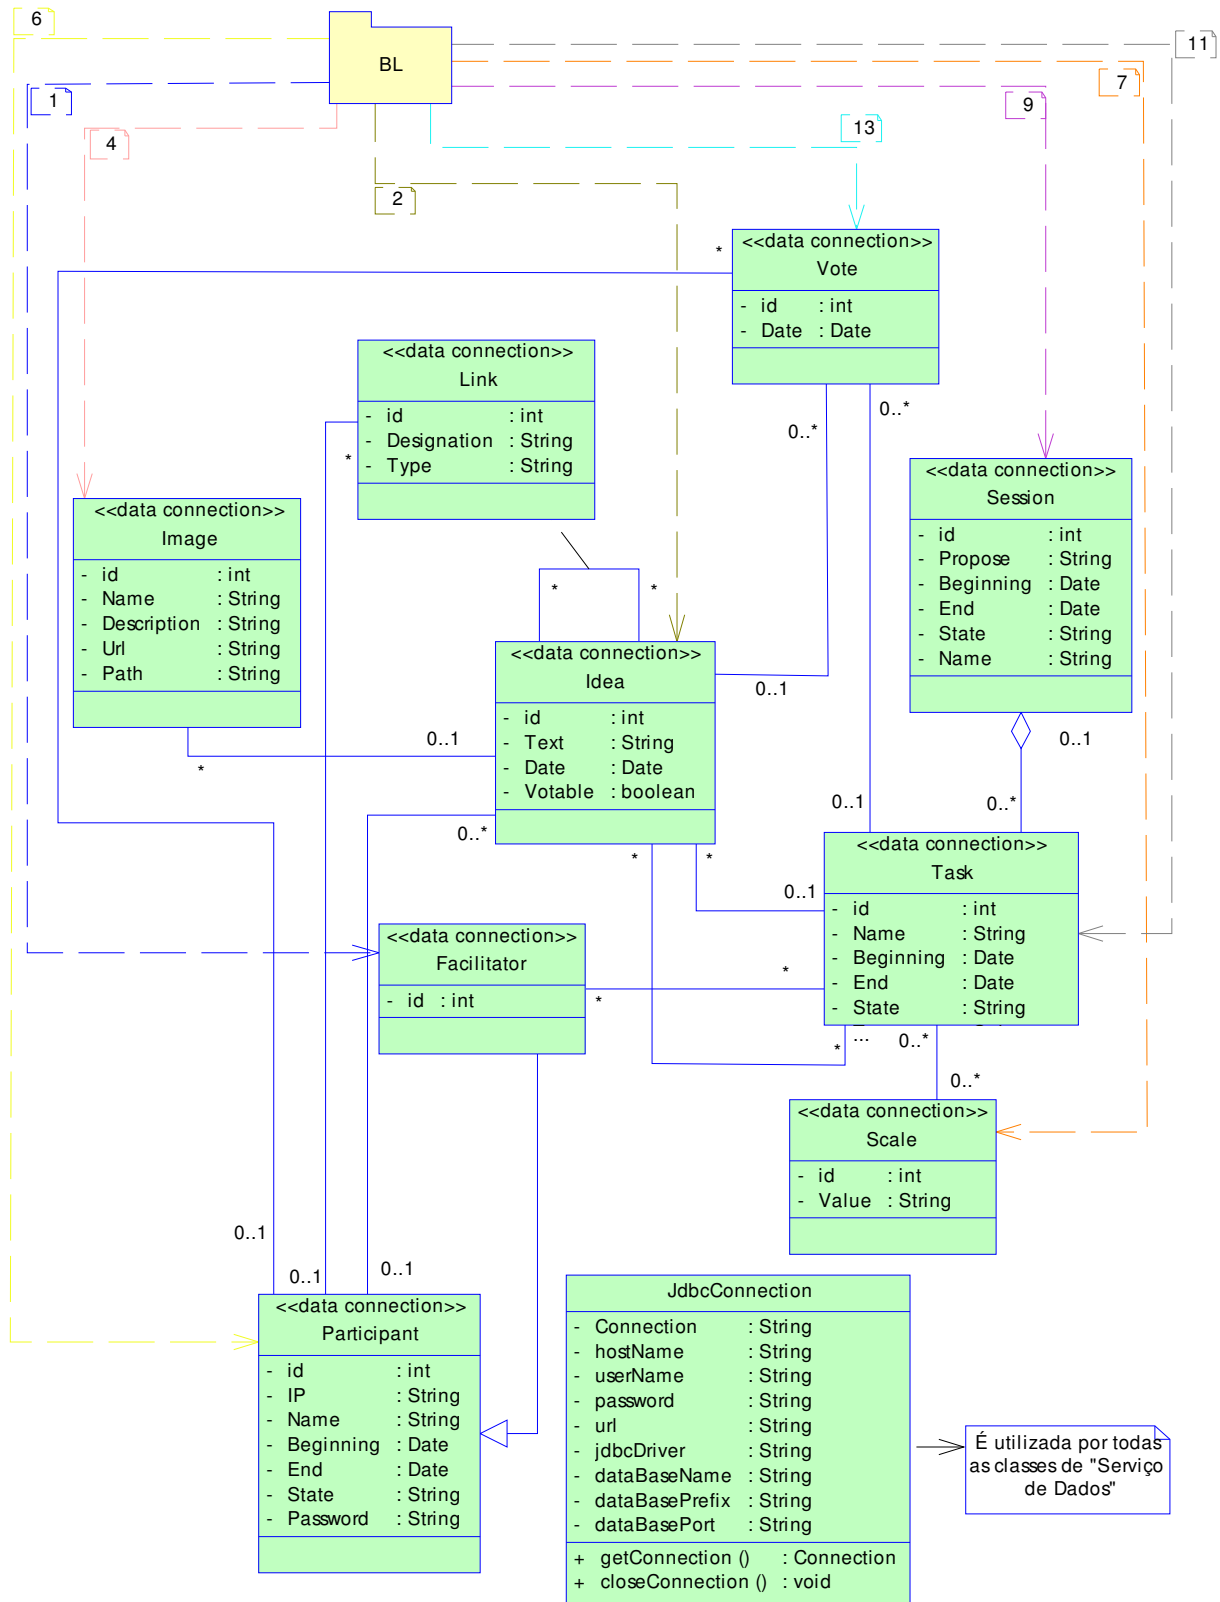 6
BL
11
1
7
9
4
13
2
<<data connection>>
Vote
- id : int
- Date : Date
*
<<data connection>>
Link
- id : int
- Designation : String
- Type : String
*
0..*
0..*
<<data connection>>
Session
- id : int
- Propose : String
- Beginning : Date
- End : Date
- State : String
- Name : String
<<data connection>>
Image
- id : int
- Name : String
- Description : String
- Url : String
- Path : String
*
*
<<data connection>>
Idea
- id : int
- Text : String
- Date : Date
- Votable : boolean
0..1
0..1
0..1
*
0..*
0..1
0..*
*
*
0..1
<<data connection>>
Task
- id : int
- Name : String
- Beginning : Date
- End : Date
- State : String
...
<<data connection>>
Facilitator
- id : int
*
*
*
0..*
0..*
<<data connection>>
Scale
- id : int
- Value : String
0..1
0..1
0..1
<<data connection>>
Participant
- id : int
- IP : String
- Name : String
- Beginning : Date
- End : Date
- State : String
- Password : String
JdbcConnection
- Connection : String
- hostName : String
- userName : String
- password : String
- url : String
- jdbcDriver : String
- dataBaseName : String
- dataBasePrefix : String
- dataBasePort : String
+ getConnection () : Connection
+ closeConnection () : void
É utilizada por todas
as classes de "Serviço
de Dados"